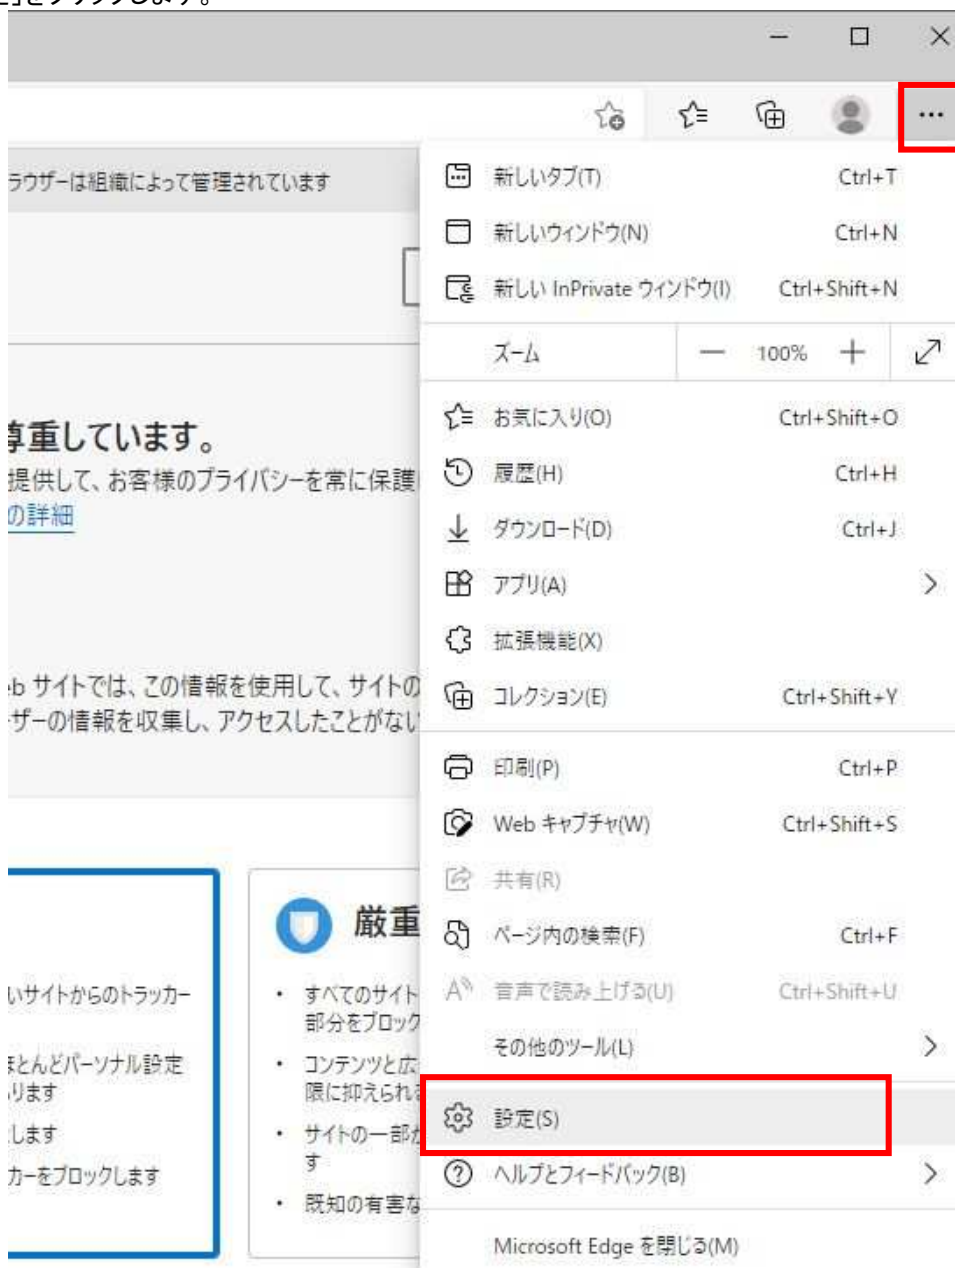 ]をクリックします。
ラウザーは組織によって管理されています
新しいタブ(T) Ctrl+T
新しいウィンドウ(N) Ctrl+N
新しい InPrivate ウィンドウ(I) Ctrl+Shift+N
ズーム — 100% +
お気に入り(O) Ctrl+Shift+O
履歴(H) Ctrl+H
ダウンロード(D) Ctrl+J
アプリ(A)
拡張機能(X)
コレクション(E) Ctrl+Shift+Y
印刷(P) Ctrl+P
Web キャプチャ(W) Ctrl+Shift+S
共有(R)
ページ内の検索(F) Ctrl+F
音声で読み上げる(U) Ctrl+Shift+U
その他のツール(L)
設定(S)
ヘルプとフィードバック(B)
Microsoft Edge を閉じる(M)
尊重しています。
提供して、お客様のプライバシーを常に保護
の詳細
eb サイトでは、この情報を使用して、サイトの
ーザーの情報を収集し、アクセスしたことがない
いサイトからのトラッカー
ほとんどパーソナル設定
ります
します
カーをブロックします
厳重
・ すべてのサイト
部分をブロック
・ コンテンツと広
限に抑えられ
・ サイトの一部が
す
・ 既知の有害な